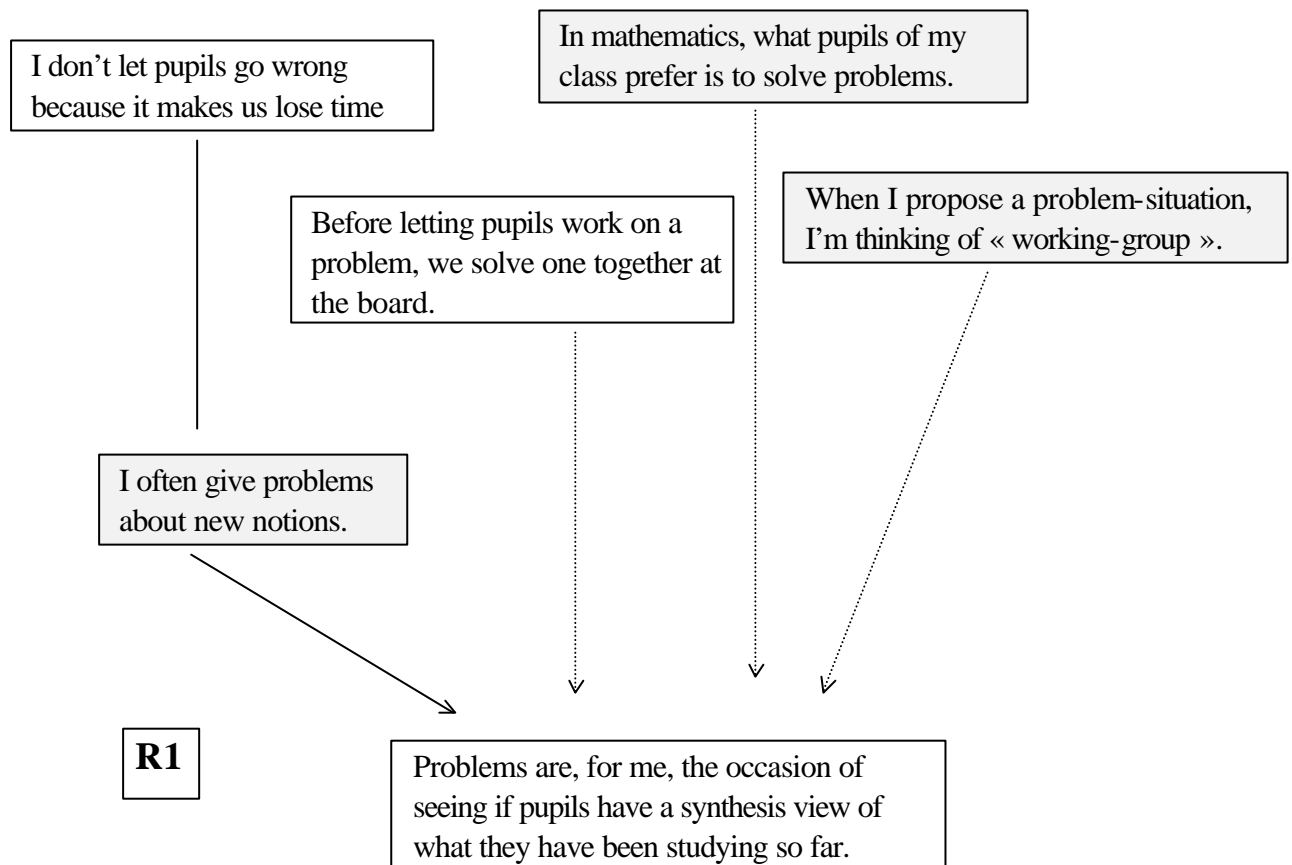 In mathematics, what pupils of my
class prefer is to solve problems.
I don’t let pupils go wrong
because it makes us lose time
When I propose a problem-situation,
I’m thinking of « working-group ».
Before letting pupils work on a
problem, we solve one together at
the board.
I often give problems
about new notions.
R1
Problems are, for me, the occasion of
seeing if pupils have a synthesis view of
what they have been studying so far.